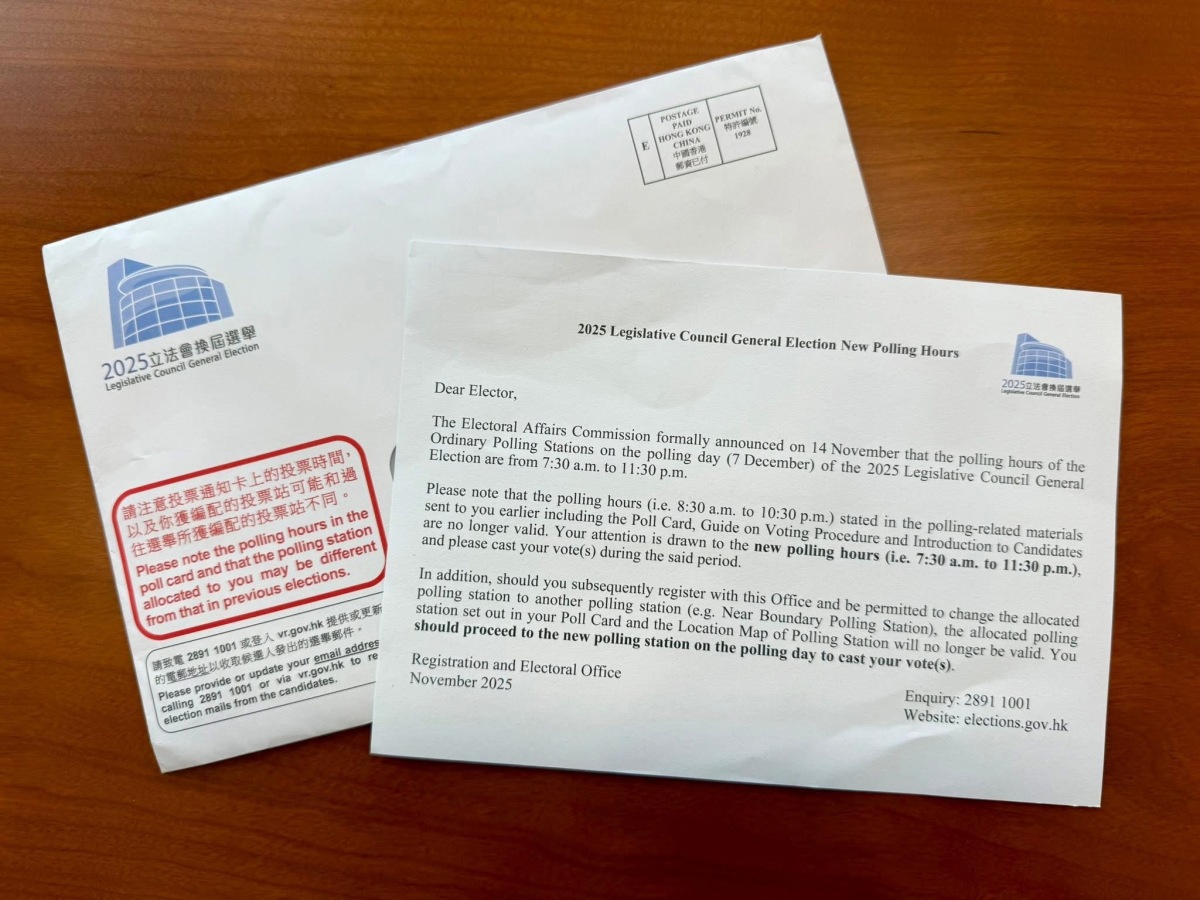 E
POSTAGE
PAID
HONG KONG
CHINA
中國香港
郵資已付
PERMIT No.
特許編號
1928
2025立法會換屆選舉
Legislative Council General Election
請注意投票通知卡上的投票時間，
以及你獲編配的投票站可能和過
往選舉所獲編配的投票站不同。
Please note the polling hours in the
poll card and that the polling station
allocated to you may be different
from that in previous elections.
請致電 2891 1001 或登入 vr.gov.hk 提供或更新
的電郵地址以收取候選人發出的選舉郵件。
Please provide or update your email addres
calling 2891 1001 or via vr.gov.hk to re
election mails from the candidates.
2025 Legislative Council General Election New Polling Hours
2025立法會換屆選舉
Legislative Council General Election
Dear Elector,
The Electoral Affairs Commission formally announced on 14 November that the polling hours of the
Ordinary Polling Stations on the polling day (7 December) of the 2025 Legislative Council General
Election are from 7:30 a.m. to 11:30 p.m.
Please note that the polling hours (i.e. 8:30 a.m. to 10:30 p.m.) stated in the polling-related materials
sent to you earlier including the Poll Card, Guide on Voting Procedure and Introduction to Candidates
are no longer valid. Your attention is drawn to the new polling hours (i.e. 7:30 a.m. to 11:30 p.m.),
and please cast your vote(s) during the said period.
In addition, should you subsequently register with this Office and be permitted to change the allocated
polling station to another polling station (e.g. Near Boundary Polling Station), the allocated polling
station set out in your Poll Card and the Location Map of Polling Station will no longer be valid. You
should proceed to the new polling station on the polling day to cast your vote(s).
Registration and Electoral Office
November 2025
Enquiry: 2891 1001
Website: elections.gov.hk